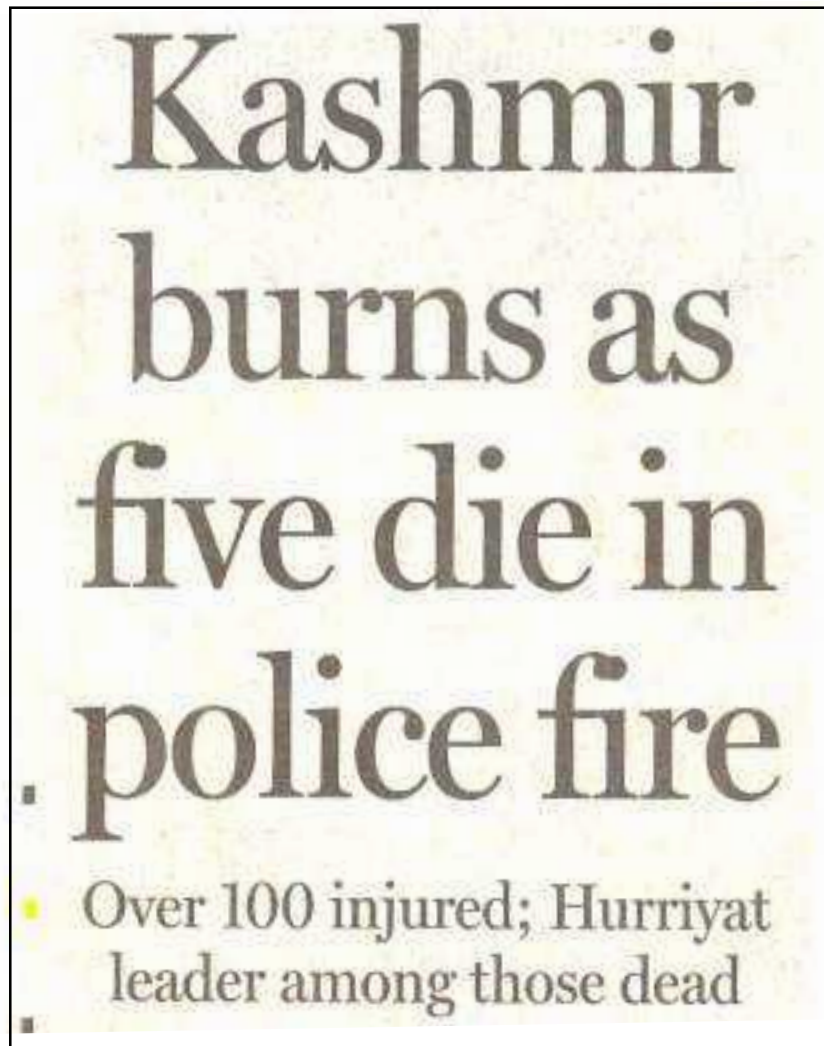 Kashmir
burns as
five die in
police fire
Over 100 injured; Hurriyat
leader among those dead